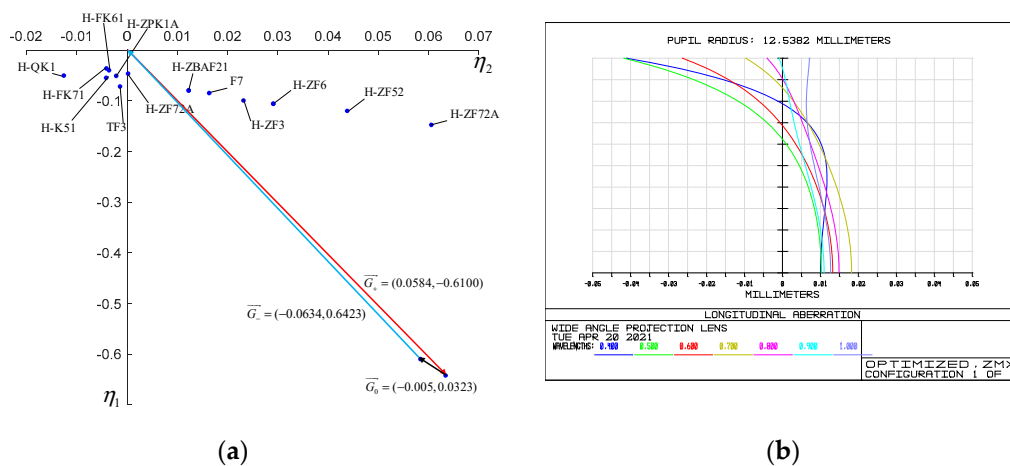 H-FK61
H-ZPK1A
-0.02 -0.01 0 0.01 0.02 0.03 0.04 0.05 0.06 0.07
η2
H-QK1
H-ZBAF21
F7
H-ZF6
H-ZF52
H-FK71
H-ZF72A
-0.1
H-K51
TF3
H-ZF72A
H-ZF3
-0.2
-0.3
-0.4
G+ = (0.0584, -0.6100)
-0.5
G- = (-0.0634, 0.6423)
-0.6
G0 = (-0.005, 0.0323)
η1
(a)
PUPIL RADIUS: 12.5382 MILLIMETERS
-0.05 -0.04 -0.03 -0.02 -0.01 0 0.01 0.02 0.03 0.04 0.05
MILLIMETERS
LONGITUDINAL ABERRATION
WIDE ANGLE PROJECTION LENS
TUE APR 20 2021
WAVELENGTHS: 0.400 0.500 0.600 0.700 0.800 0.900 1.000
OPTIMIZED.ZMX
CONFIGURATION 1 OF
(b)